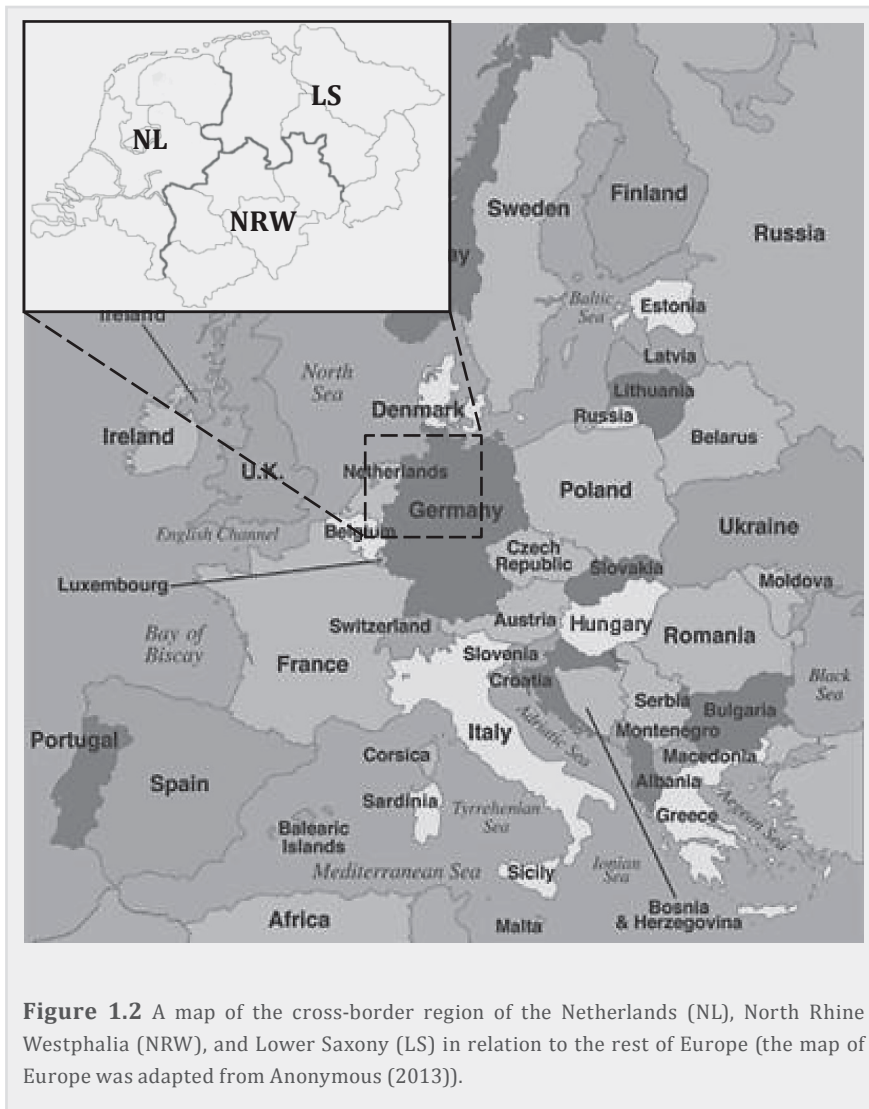 LS
NL
NRW
Finland
Sweden
Russia
ay
Baltic
Sea
Estonia
Ireland
North
Sea
Latvia
Lithuania
Denmark
Russia
Ireland
Belarus
U.K.
Netherlands
Poland
Germany
Ukraine
English Channel
Belgium
Czech
Republic
Slovakia
Luxembourg
Moldova
Austria
Hungary
Switzerland
Romania
Bay of
Biscay
France
Slovenia
Black
Sea
Croatia
Serbia
Bulgaria
Portugal
Italy
Adriatic Sea
Montenegro
Corsica
Macedonia
Spain
Albania
Sardinia
Tyrrehenian
Sea
Greece
Aegean Sea
Balearic
Islands
Mediterranean Sea
Sicily
Ionian
Sea
Africa
Malta
Bosnia
& Herzegovina
Figure 1.2 A map of the cross-border region of the Netherlands (NL), North Rhine
Westphalia (NRW), and Lower Saxony (LS) in relation to the rest of Europe (the map of
Europe was adapted from Anonymous (2013)).